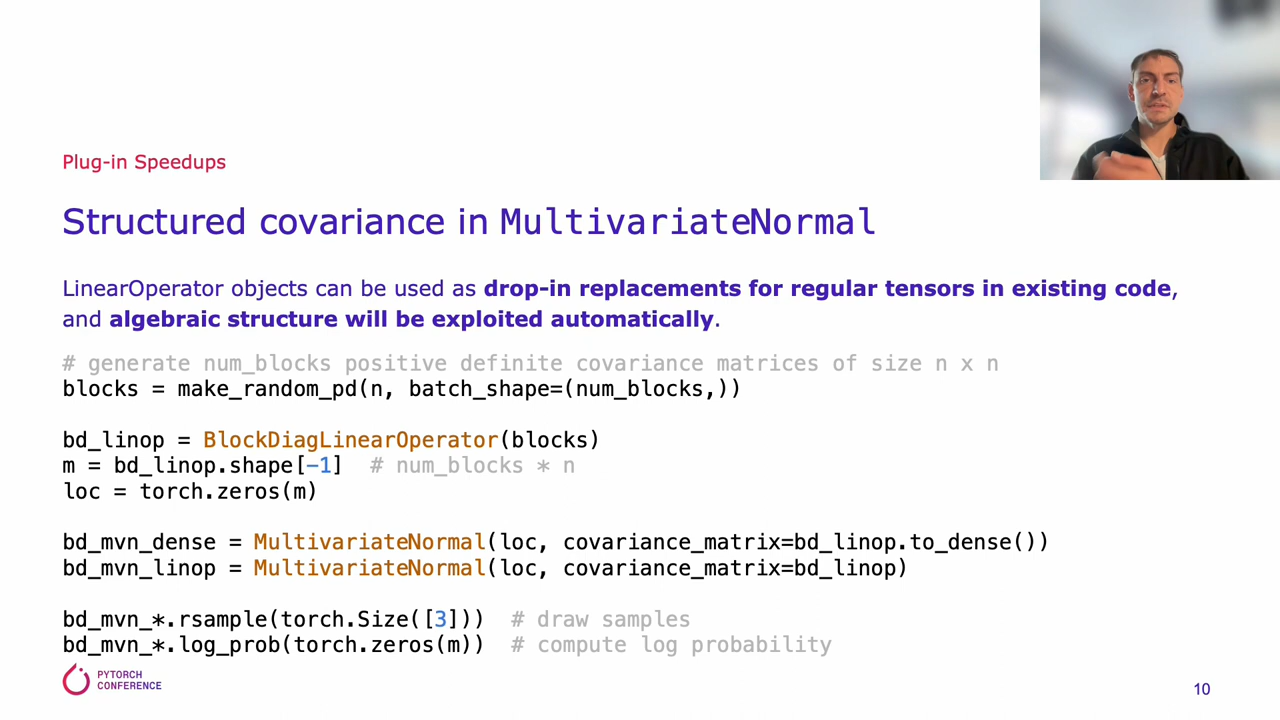 Plug-in Speedups
Structured covariance in MultivariateNormal
LinearOperator objects can be used as drop-in replacements for regular tensors in existing code,
and algebraic structure will be exploited automatically.
# generate num_blocks positive definite covariance matrices of size n x n
blocks = make_random_pd(n, batch_shape=(num_blocks,))
bd_linop = BlockDiagLinearOperator(blocks)
m = bd_linop.shape[-1]  # num_blocks * n
loc = torch.zeros(m)
bd_mvn_dense = MultivariateNormal(loc, covariance_matrix=bd_linop.to_dense())
bd_mvn_linop = MultivariateNormal(loc, covariance_matrix=bd_linop)
bd_mvn_*.rsample(torch.Size([3]))  # draw samples
bd_mvn_*.log_prob(torch.zeros(m))  # compute log probability
PYTORCH
CONFERENCE
10